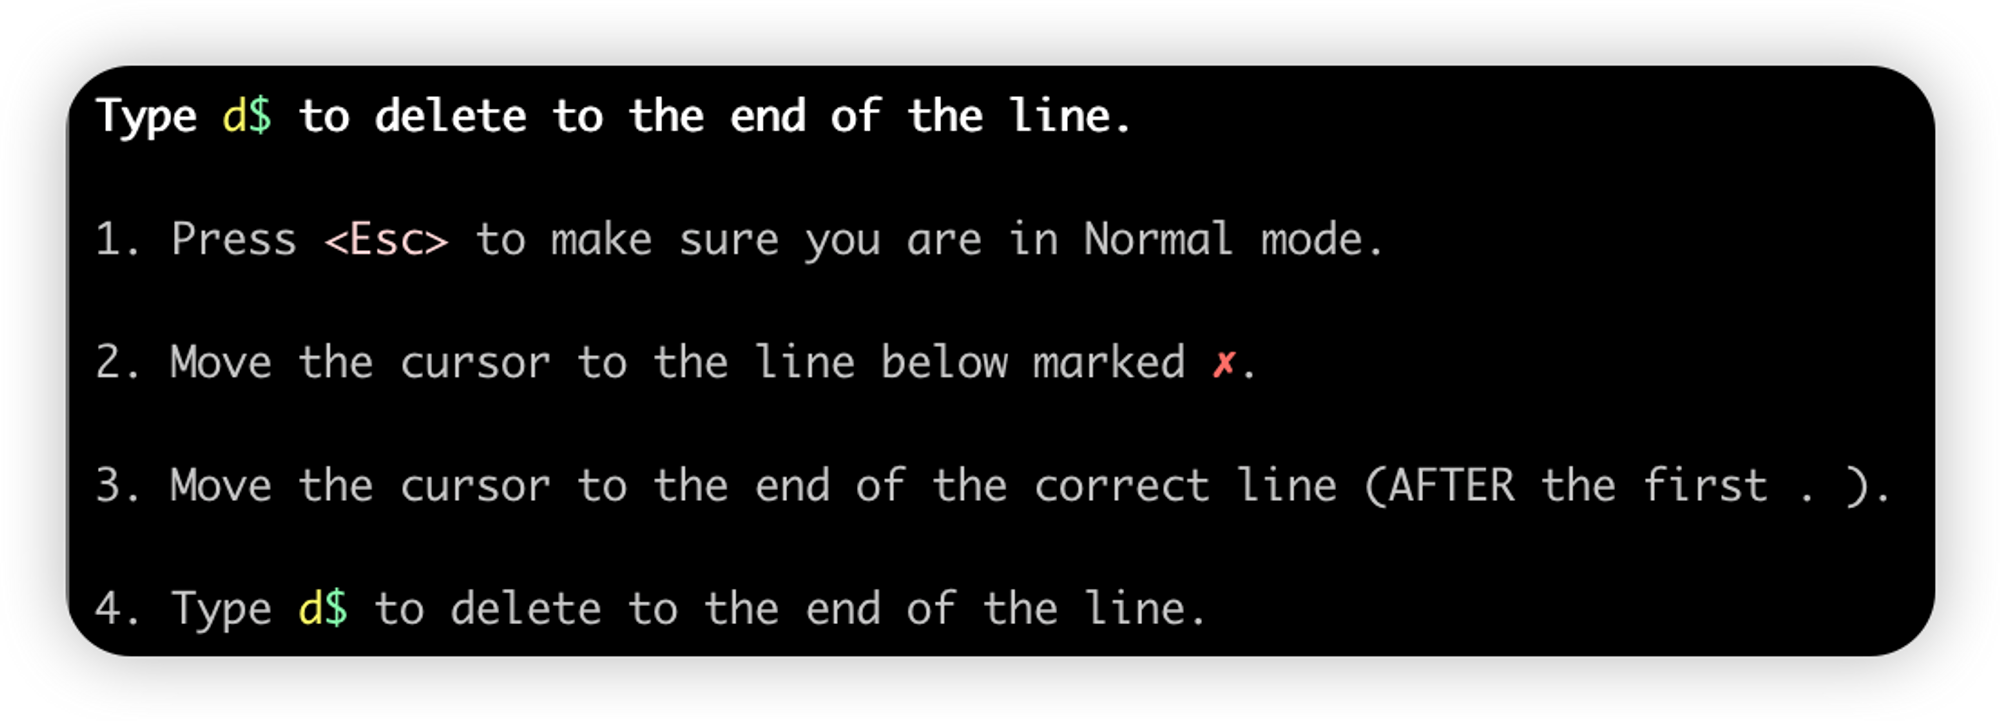 Type d$ to delete to the end of the line.
1. Press <Esc> to make sure you are in Normal mode.
2. Move the cursor to the line below marked ✗.
3. Move the cursor to the end of the correct line (AFTER the first . ).
4. Type d$ to delete to the end of the line.